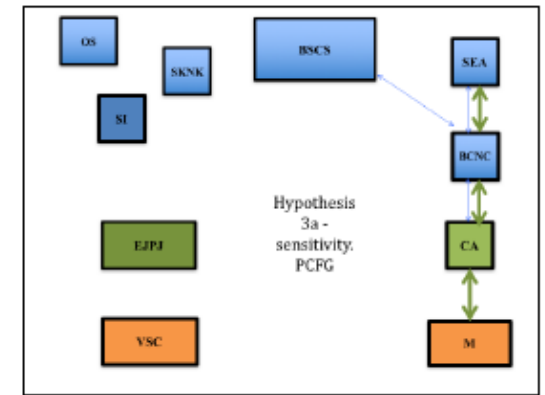 OS
BSCS
SEA
SKNK
SI
BCNC
Hypothesis
3a -
sensitivity.
PCFG
EJPJ
CA
VSC
M